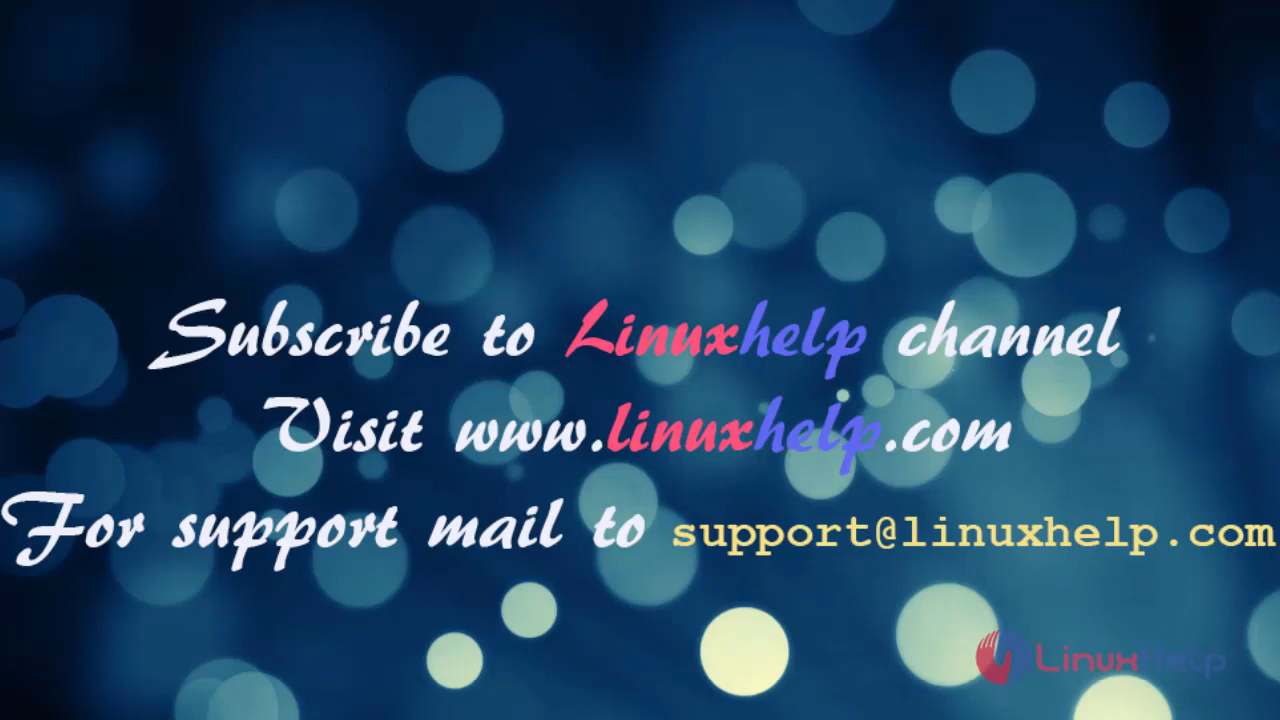 Subscribe to Linuxhelp channel
Visit www.linuxhelp.com
For support mail to support@linuxhelp.com
LinuxHelp